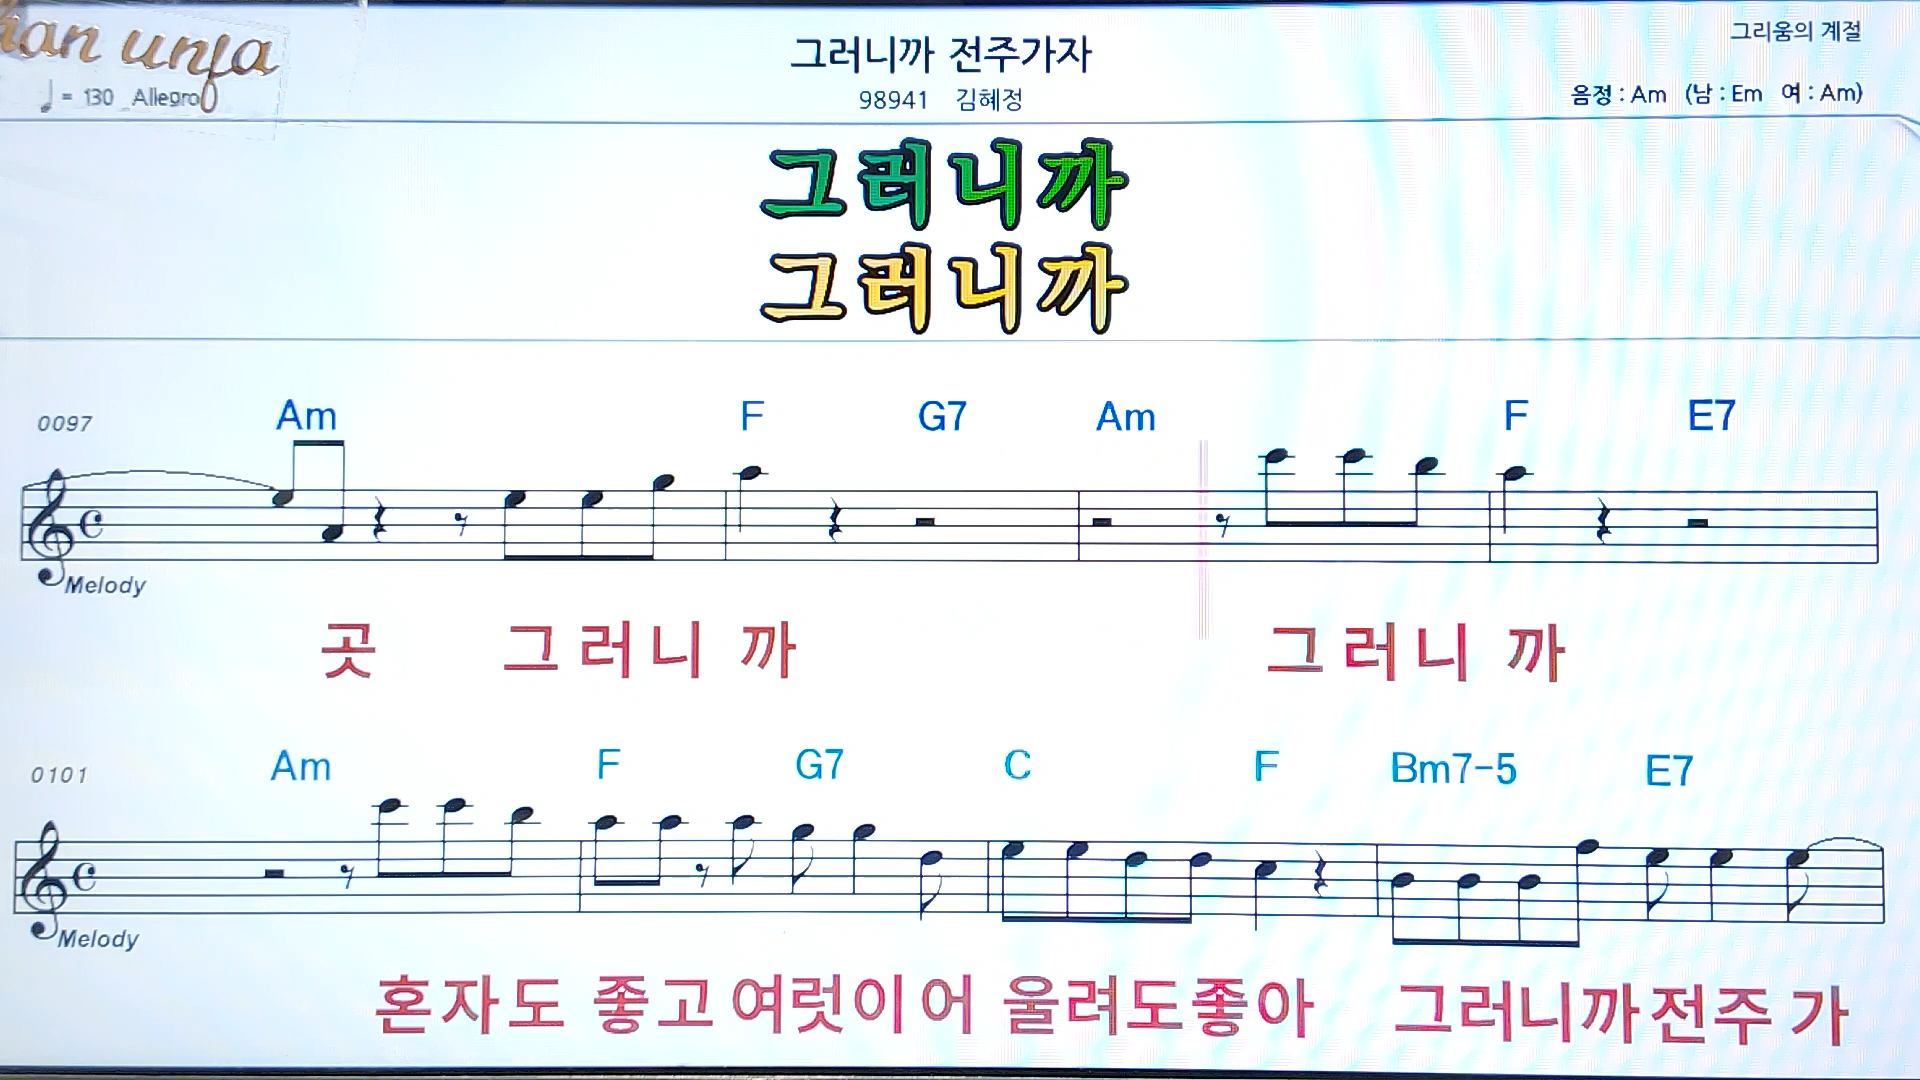 unja
그리움의 계절
그러니까 전주가자
♩ = 130 Allegro
98941 김혜정
음정 : Am (남 : Em 여 : Am)
그러니까
그러니까
0097 Am F G7 Am F E7
Melody
곳 그러니까 그러니까
0101 Am F G7 C F Bm7-5 E7
Melody
혼자도 좋고 여럿이 어울려도 좋아 그러니까 전주 가